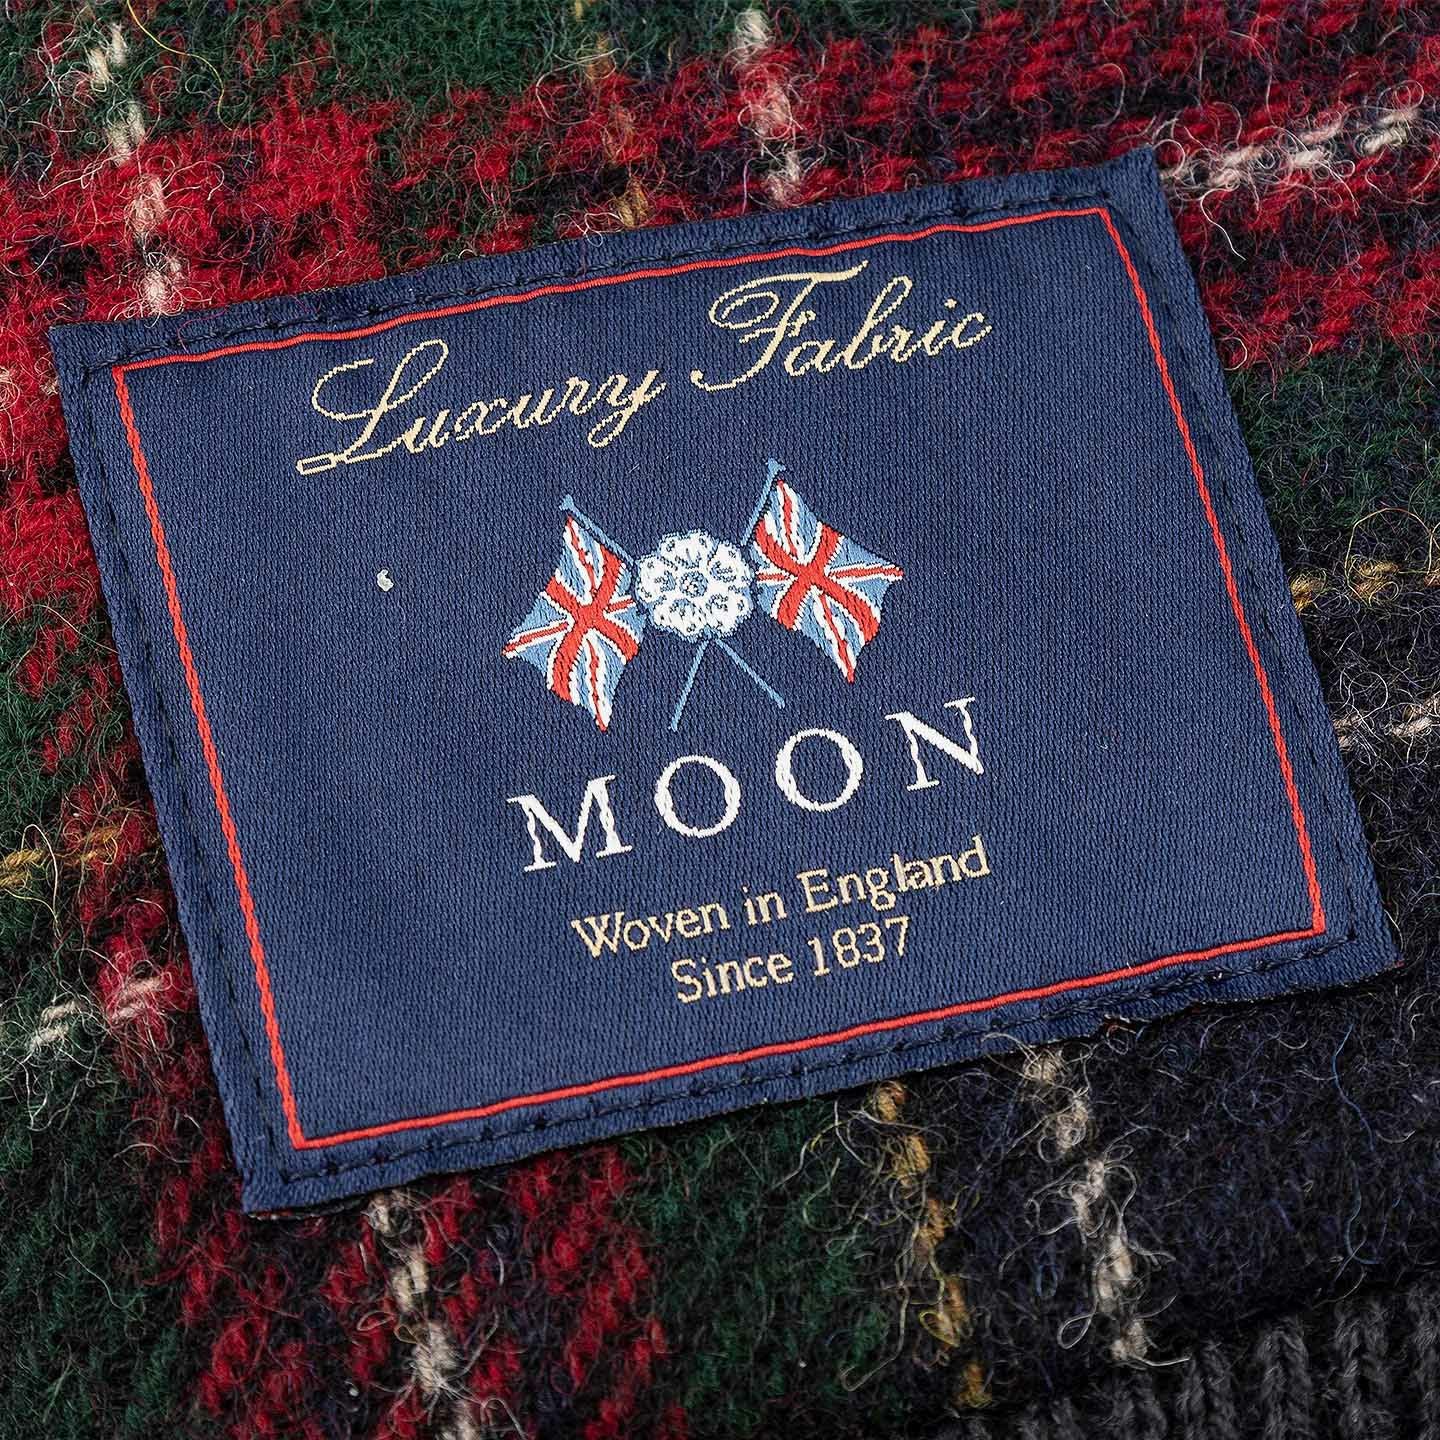 Luxury Fabric
MOON
Woven in England
Since 1837